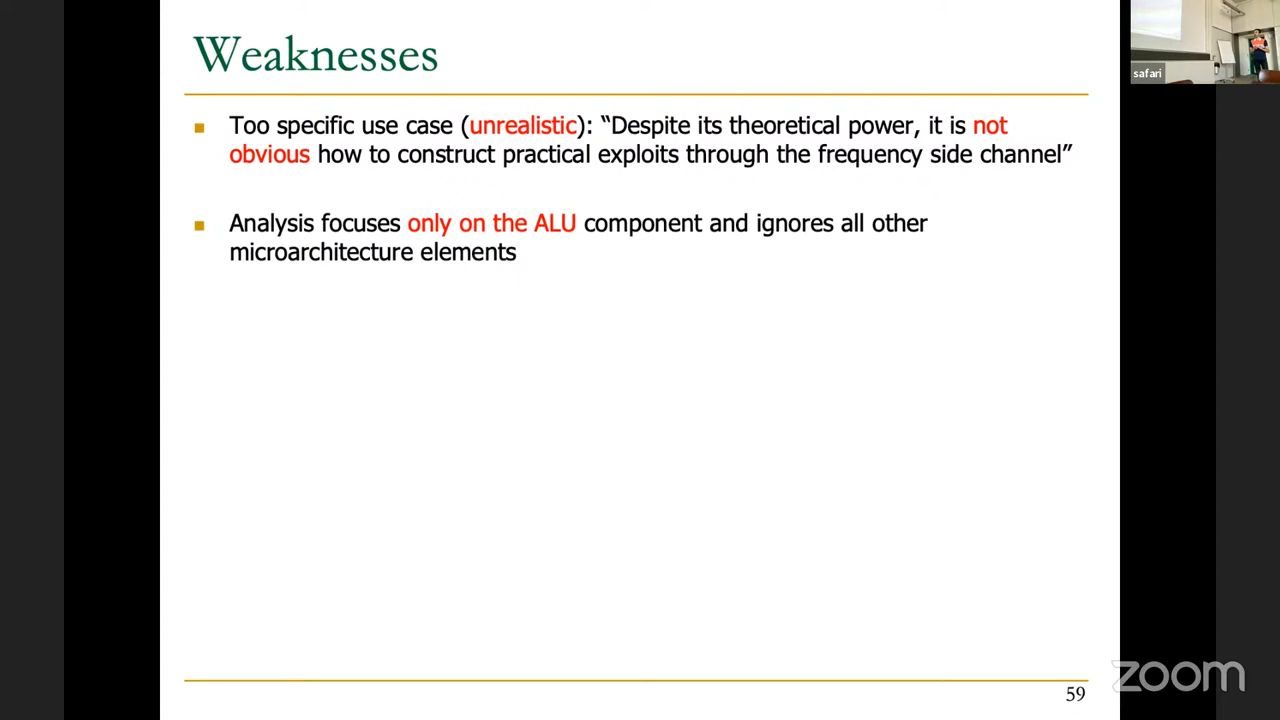 Weaknesses
Too specific use case (unrealistic): “Despite its theoretical power, it is not
obvious how to construct practical exploits through the frequency side channel”
Analysis focuses only on the ALU component and ignores all other
microarchitecture elements
safari
zoom
59